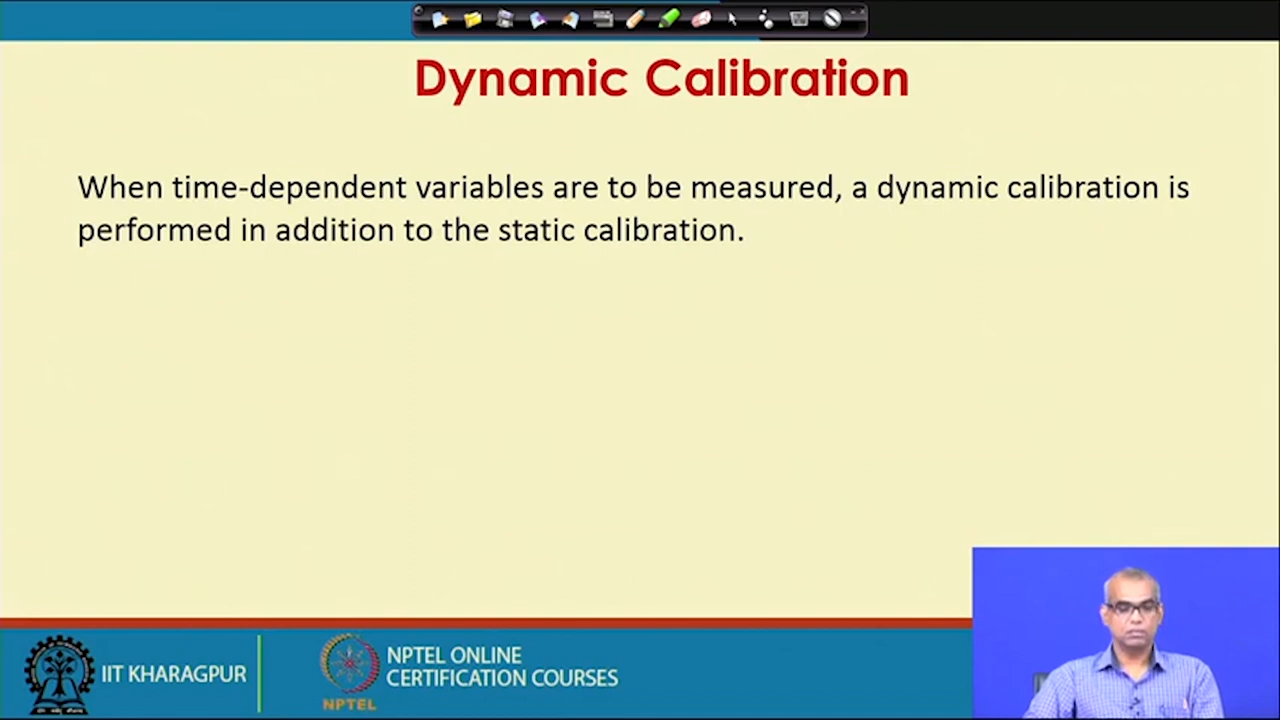 Dynamic Calibration
When time-dependent variables are to be measured, a dynamic calibration is
performed in addition to the static calibration.
IIT KHARAGPUR
NPTEL ONLINE
CERTIFICATION COURSES
NPTEL